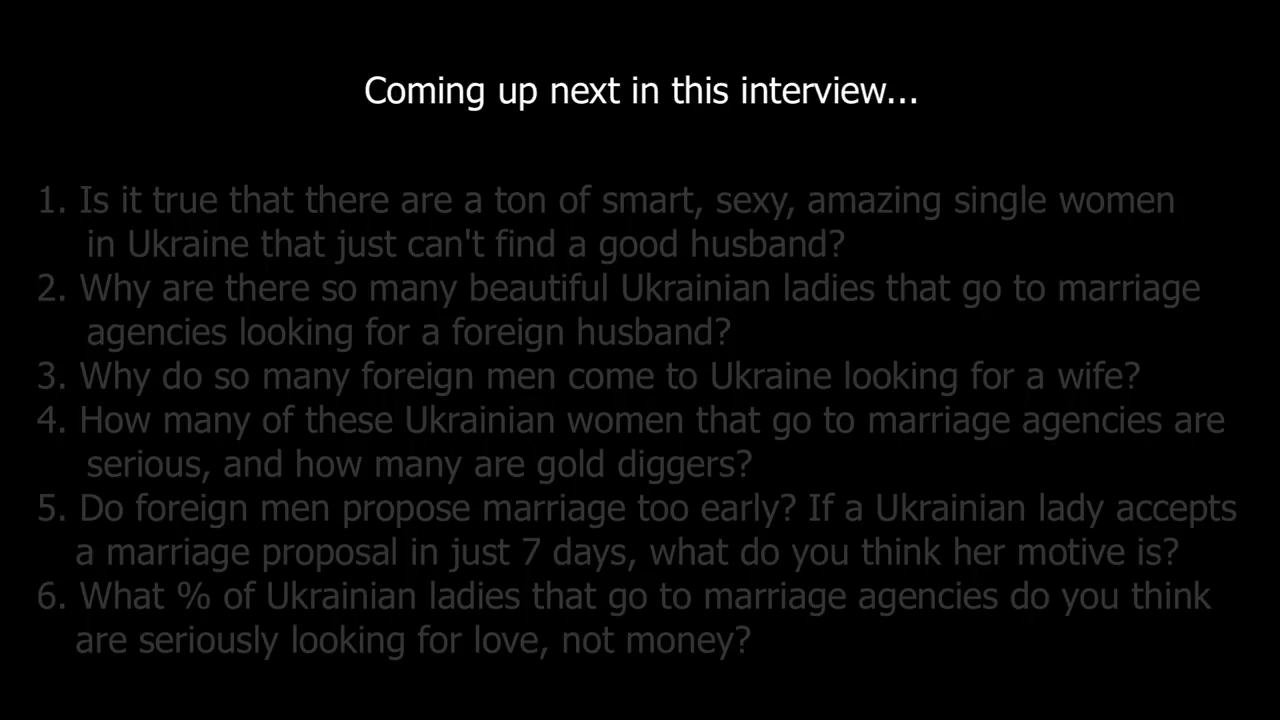 Coming up next in this interview...
1. Is it true that there are a ton of smart, sexy, amazing single women
in Ukraine that just can't find a good husband?
2. Why are there so many beautiful Ukrainian ladies that go to marriage
agencies looking for a foreign husband?
3. Why do so many foreign men come to Ukraine looking for a wife?
4. How many of these Ukrainian women that go to marriage agencies are
serious, and how many are gold diggers?
5. Do foreign men propose marriage too early? If a Ukrainian lady accepts
a marriage proposal in just 7 days, what do you think her motive is?
6. What % of Ukrainian ladies that go to marriage agencies do you think
are seriously looking for love, not money?